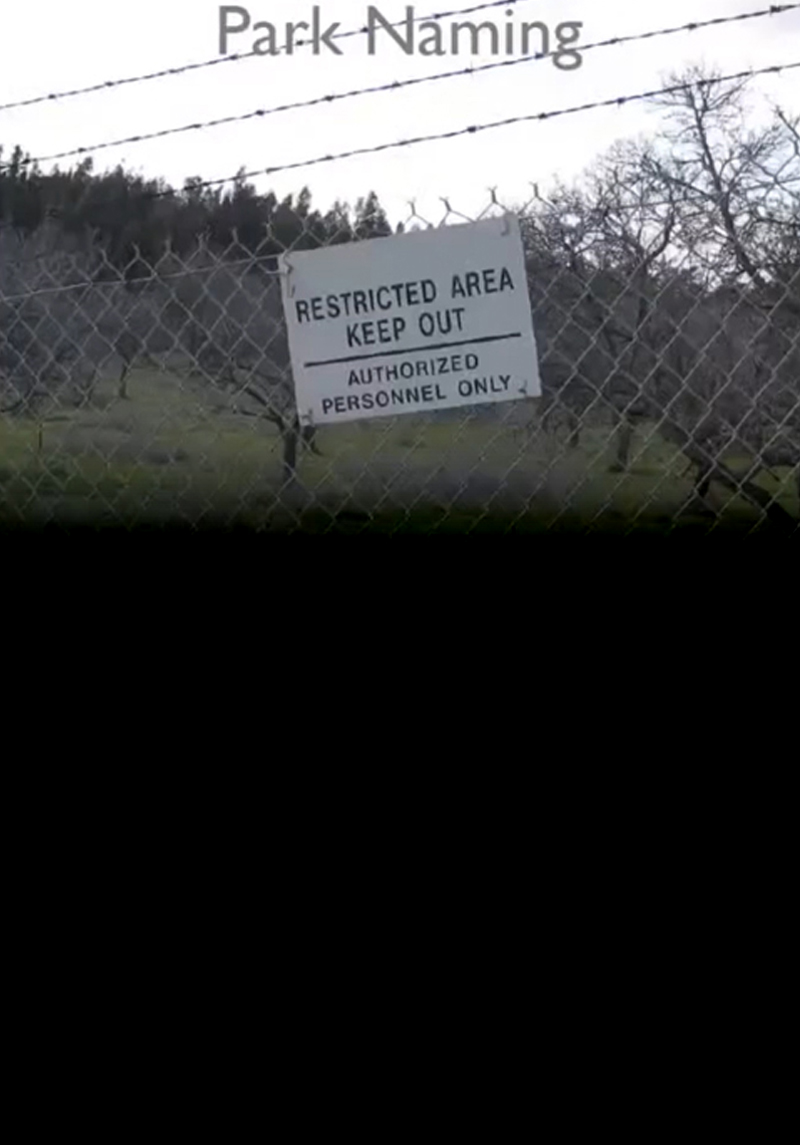 Park Naming
RESTRICTED AREA
KEEP OUT
AUTHORIZED
PERSONNEL ONLY